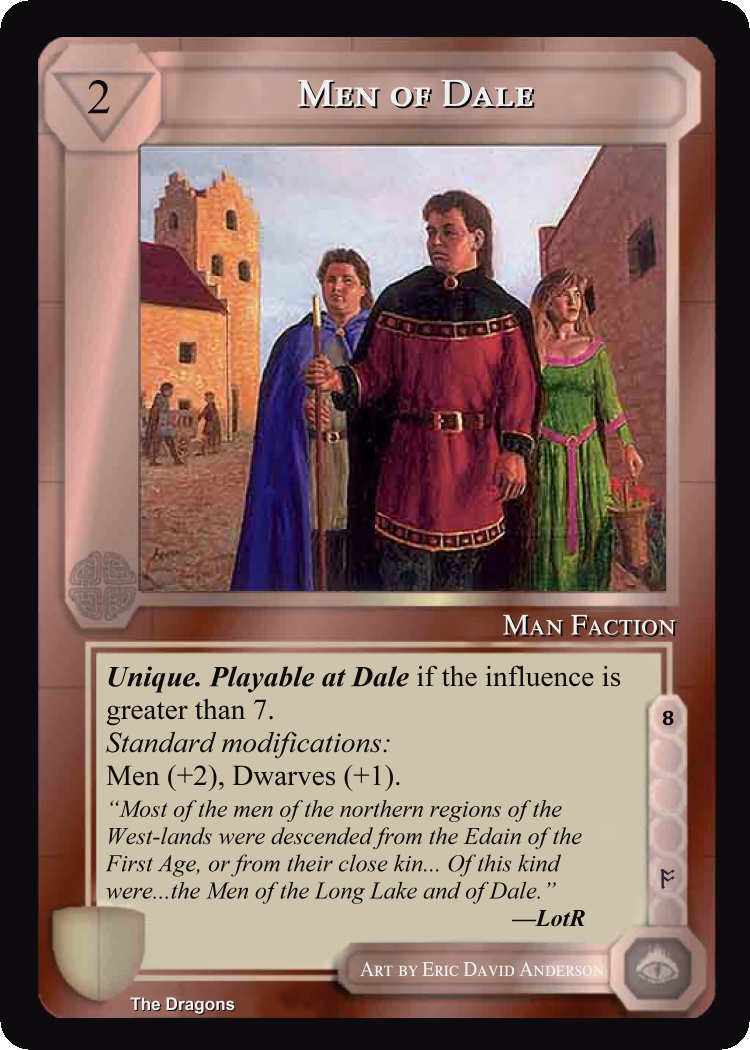 2
Men of Dale
Man Faction
Unique. Playable at Dale if the influence is
greater than 7.
Standard modifications:
Men (+2), Dwarves (+1).
“Most of the men of the northern regions of the
West-lands were descended from the Edain of the
First Age, or from their close kin... Of this kind
were...the Men of the Long Lake and of Dale.”
—LotR
8
ᚩ
Art by Eric David Anderson
The Dragons